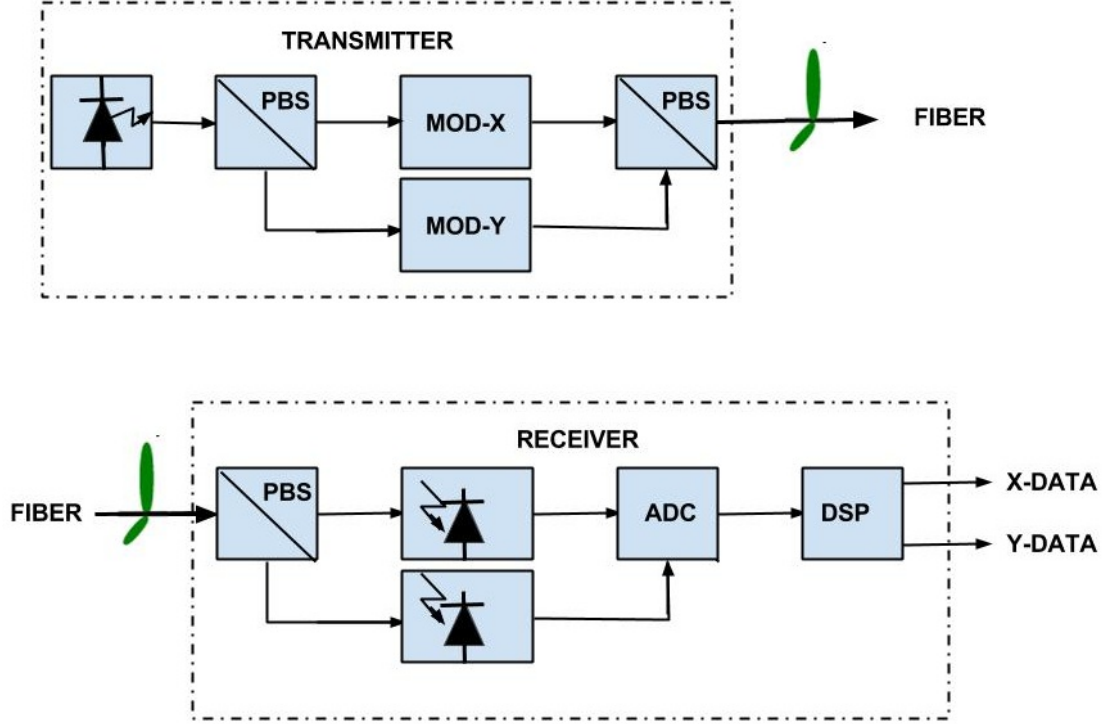 TRANSMITTER
PBS
MOD-X
PBS
FIBER
MOD-Y
RECEIVER
FIBER
PBS
ADC
DSP
X-DATA
Y-DATA